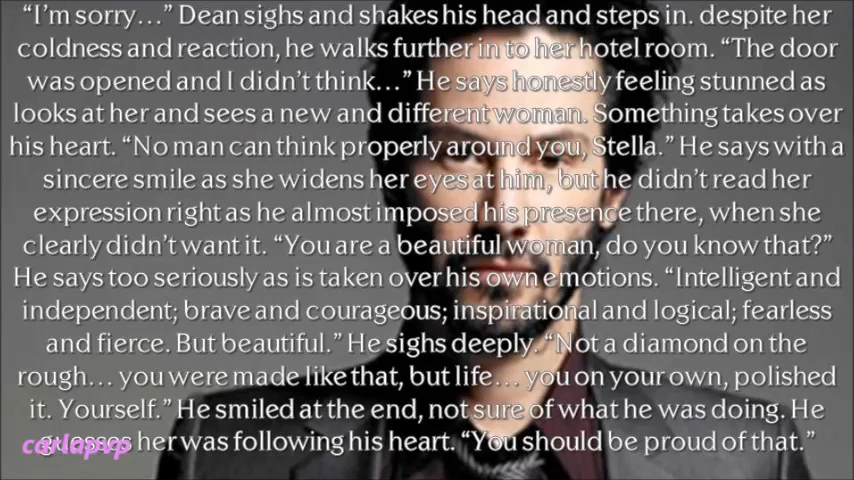 “I’m sorry…” Dean sighs and shakes his head and steps in. despite her
coldness and reaction, he walks further in to her hotel room. “The door
was opened and I didn’t think…” He says honestly feeling stunned as
looks at her and sees a new and different woman. Something takes over
his heart. “No man can think properly around you, Stella.” He says with a
sincere smile as she widens her eyes at him, but he didn’t read her
expression right as he almost imposed his presence there, when she
clearly didn’t want it. “You are a beautiful woman, do you know that?”
He says too seriously as is taken over his own emotions. “Intelligent and
independent; brave and courageous; inspirational and logical; fearless
and fierce. But beautiful.” He sighs deeply. “Not a diamond on the
rough… you were made like that, but life… you on your own, polished
it. Yourself.” He smiled at the end, not sure of what he was doing. He
her was following his heart. “You should be proud of that.”
carlapvp